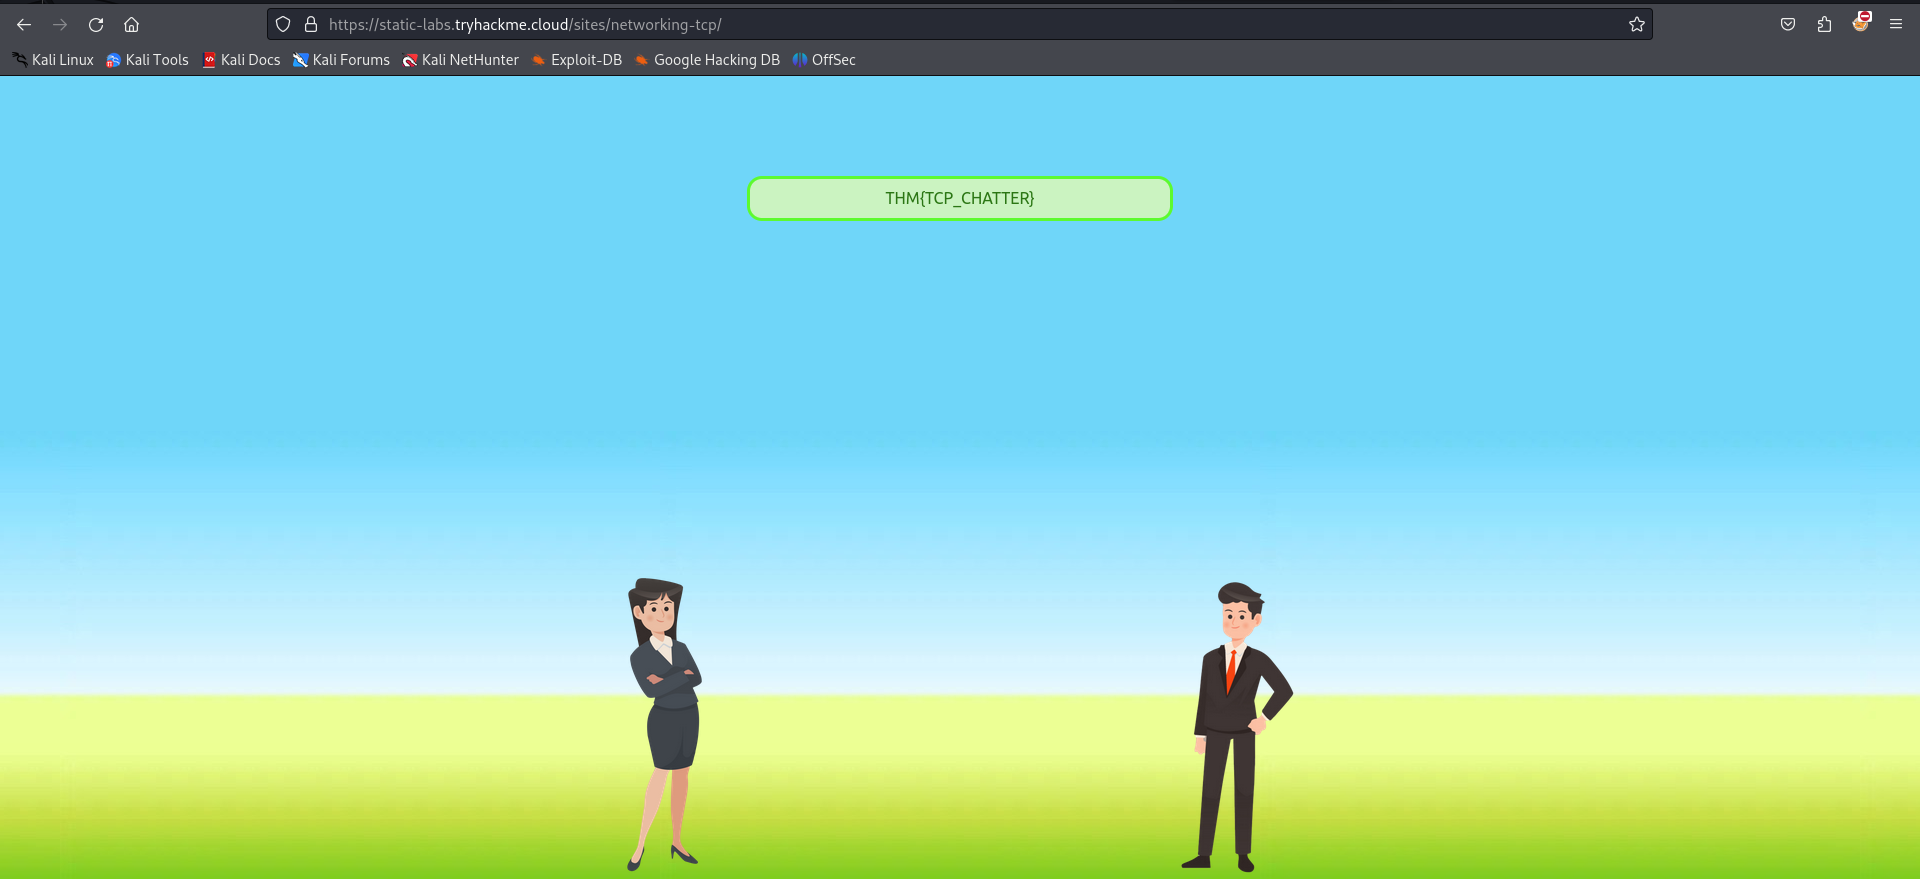 https://static-labs.tryhackme.cloud/sites/networking-tcp/
Kali Linux Kali Tools Kali Docs Kali Forums Kali NetHunter Exploit-DB Google Hacking DB OffSec
THM{TCP_CHATTER}